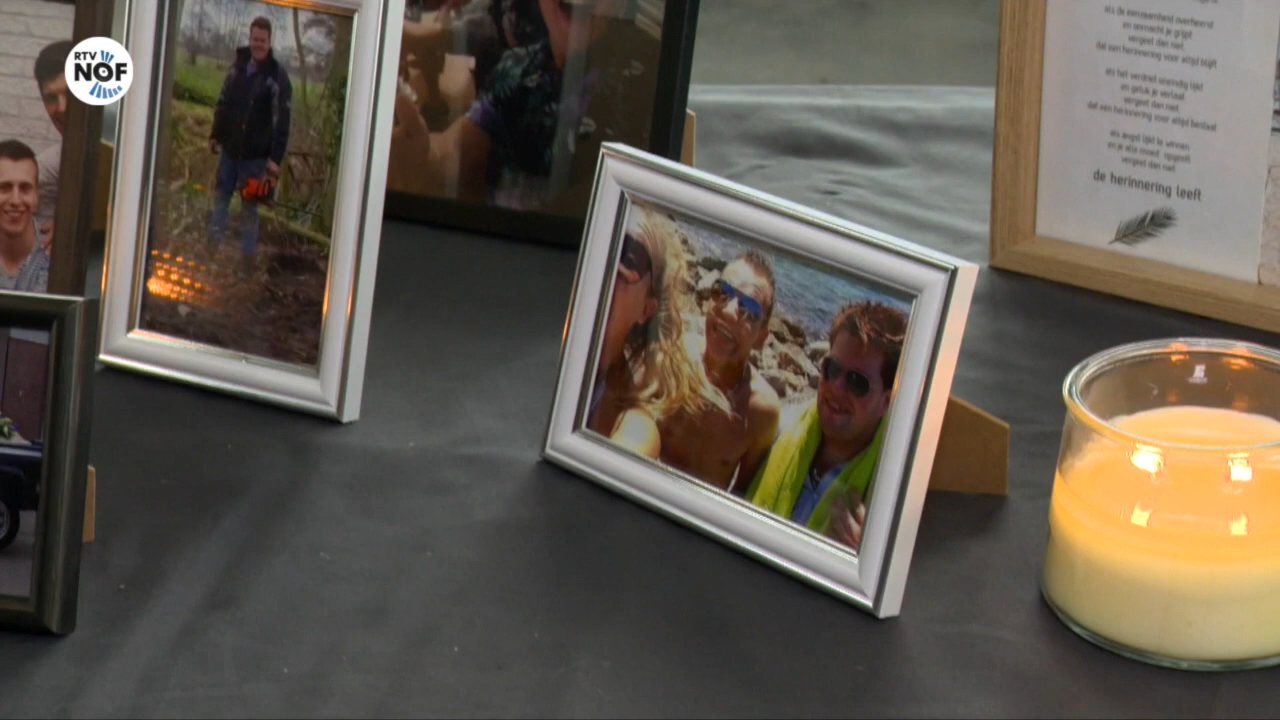 RTV
NOF
als de eenzaamheid overheerst
en onmacht je grijpt
vergeet dan niet,
dat een herinnering voor altijd blijft
als het verdriet oneindig lijkt
en geluk je verlaat
vergeet dan niet,
dat een herinnering voor altijd bestaat
als angst lijkt te winnen
en je alle moed opgeeft
vergeet dan niet
de herinnering leeft